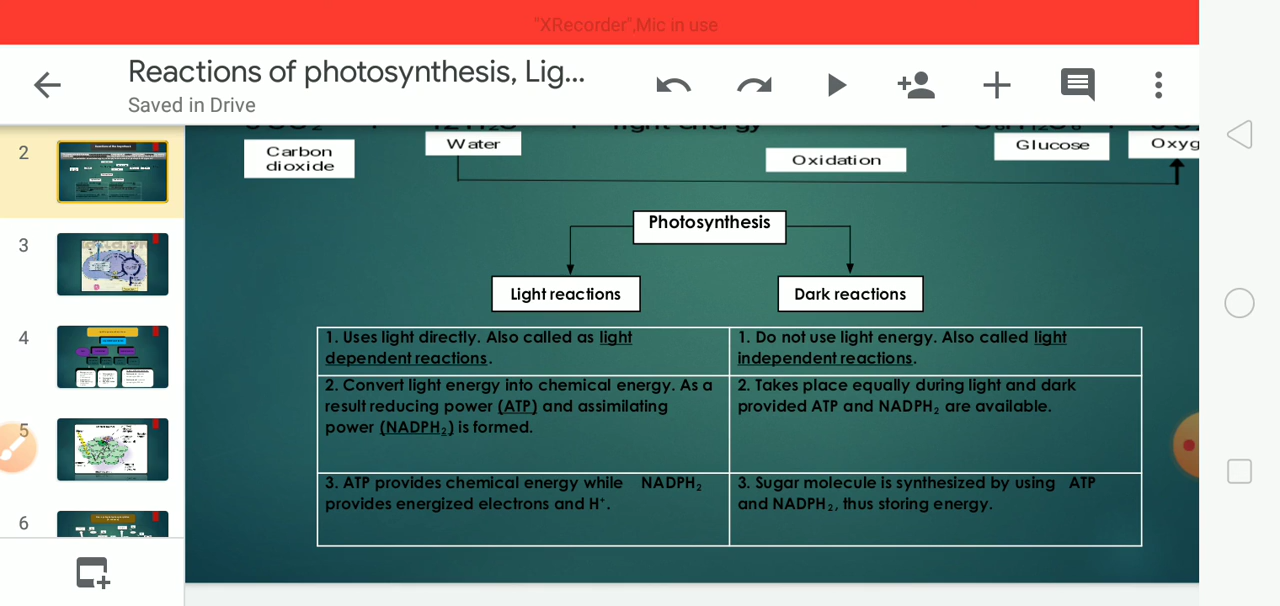 "XRecorder",Mic in use
Reactions of photosynthesis, Lig...
Saved in Drive
2
3
4
5
6
light energy
Carbon
dioxide
Water
Oxidation
Glucose
Oxyg
Photosynthesis
Light reactions
Dark reactions
1. Uses light directly. Also called as light
dependent reactions.
1. Do not use light energy. Also called light
independent reactions.
2. Convert light energy into chemical energy. As a
result reducing power (ATP) and assimilating
power (NADPH₂) is formed.
2. Takes place equally during light and dark
provided ATP and NADPH₂ are available.
3. ATP provides chemical energy while NADPH₂
provides energized electrons and H⁺.
3. Sugar molecule is synthesized by using ATP
and NADPH₂, thus storing energy.